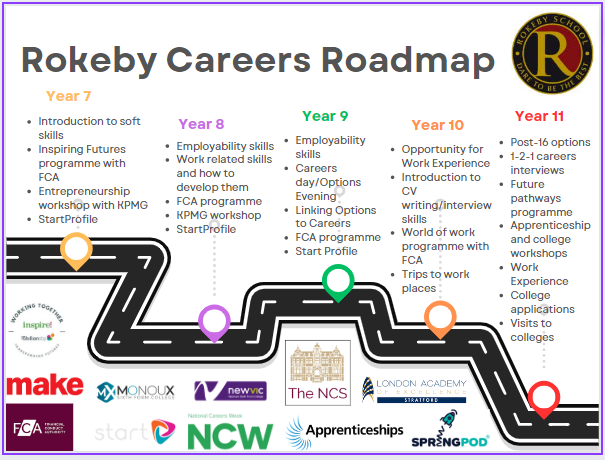 Rokeby Careers Roadmap
ROKEBY SCHOOL
R
DARE TO BE THE BEST
Year 7
• Introduction to soft
skills
• Inspiring Futures
programme with
FCA
• Entrepreneurship
workshop with KPMG
• StartProfile
Year 8
• Employability skills
• Work related skills
and how to
develop them
• FCA programme
• KPMG workshop
• StartProfile
Year 9
• Employability
skills
• Careers
day/Options
Evening
• Linking Options
to Careers
• FCA programme
• Start Profile
Year 10
• Opportunity for
Work Experience
• Introduction to
CV
writing/interview
skills
• World of work
programme with
FCA
• Trips to work
places
Year 11
• Post-16 options
• 1-2-1 careers
interviews
• Future
pathways
programme
• Apprenticeship
and college
workshops
• Work
Experience
• College
applications
• Visits to
colleges
WORKING TOGETHER
inspire!
make
MONOUX
SIXTH FORM COLLEGE
newvic
The NCS
LONDON ACADEMY
OF EXCELLENCE
STRATFORD
FCA
FINANCIAL
CONDUCT
AUTHORITY
start
National Careers Week
NCW
Apprenticeships
SPRINGPOD